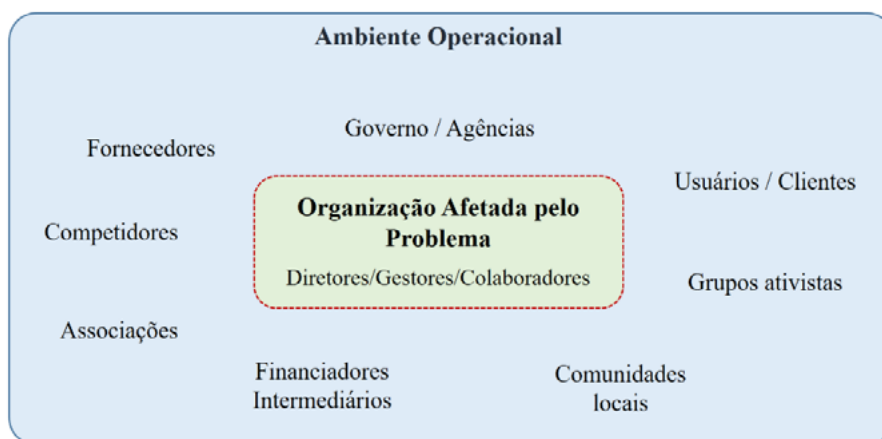 Ambiente Operacional
Governo / Agências
Fornecedores
Usuários / Clientes
Organização Afetada pelo
Problema
Diretores/Gestores/Colaboradores
Competidores
Grupos ativistas
Associações
Financiadores
Intermediários
Comunidades
locais